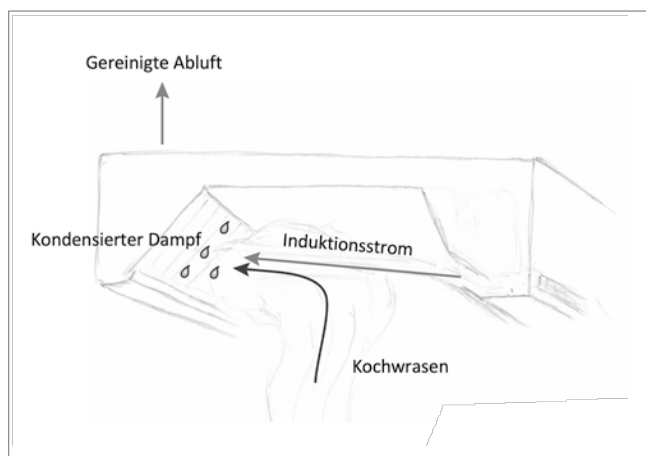 Gereinigte Abluft
Kondensierter Dampf
Induktionsstrom
Kochwrasen